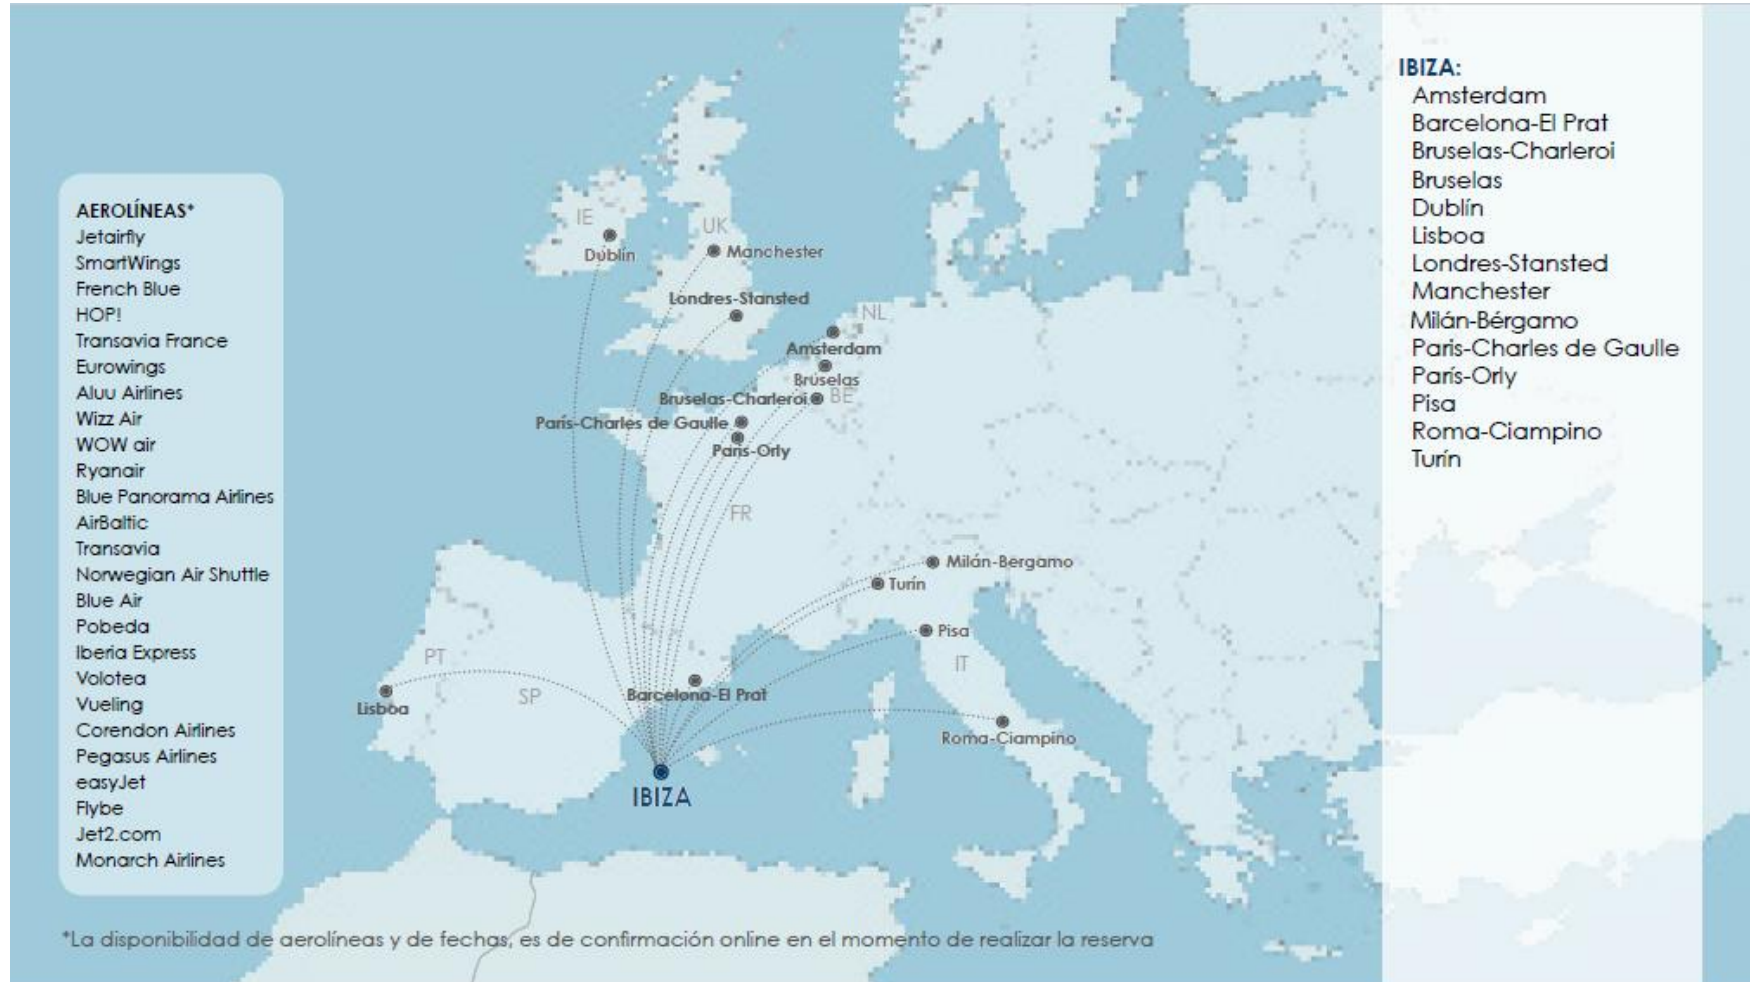 AEROLÍNEAS*
Jetairfly
SmartWings
French Blue
HOP!
Transavia France
Eurowings
Aluu Airlines
Wizz Air
WOW air
Ryanair
Blue Panorama Airlines
AirBaltic
Transavia
Norwegian Air Shuttle
Blue Air
Pobeda
Iberia Express
Volotea
Vueling
Corendon Airlines
Pegasus Airlines
easyJet
Flybe
Jet2.com
Monarch Airlines
IE
UK
Dublín
Manchester
Londres-Stansted
NL
Amsterdam
Bruselas
Bruselas-Charleroi
BE
París-Charles de Gaulle
París-Orly
FR
Milán-Bergamo
Turín
Pisa
PT
IT
SP
Barcelona-El Prat
Lisboa
Roma-Ciampino
IBIZA
IBIZA:
Amsterdam
Barcelona-El Prat
Bruselas-Charleroi
Bruselas
Dublín
Lisboa
Londres-Stansted
Manchester
Milán-Bérgamo
París-Charles de Gaulle
París-Orly
Pisa
Roma-Ciampino
Turín
*La disponibilidad de aerolíneas y de fechas, es de confirmación online en el momento de realizar la reserva